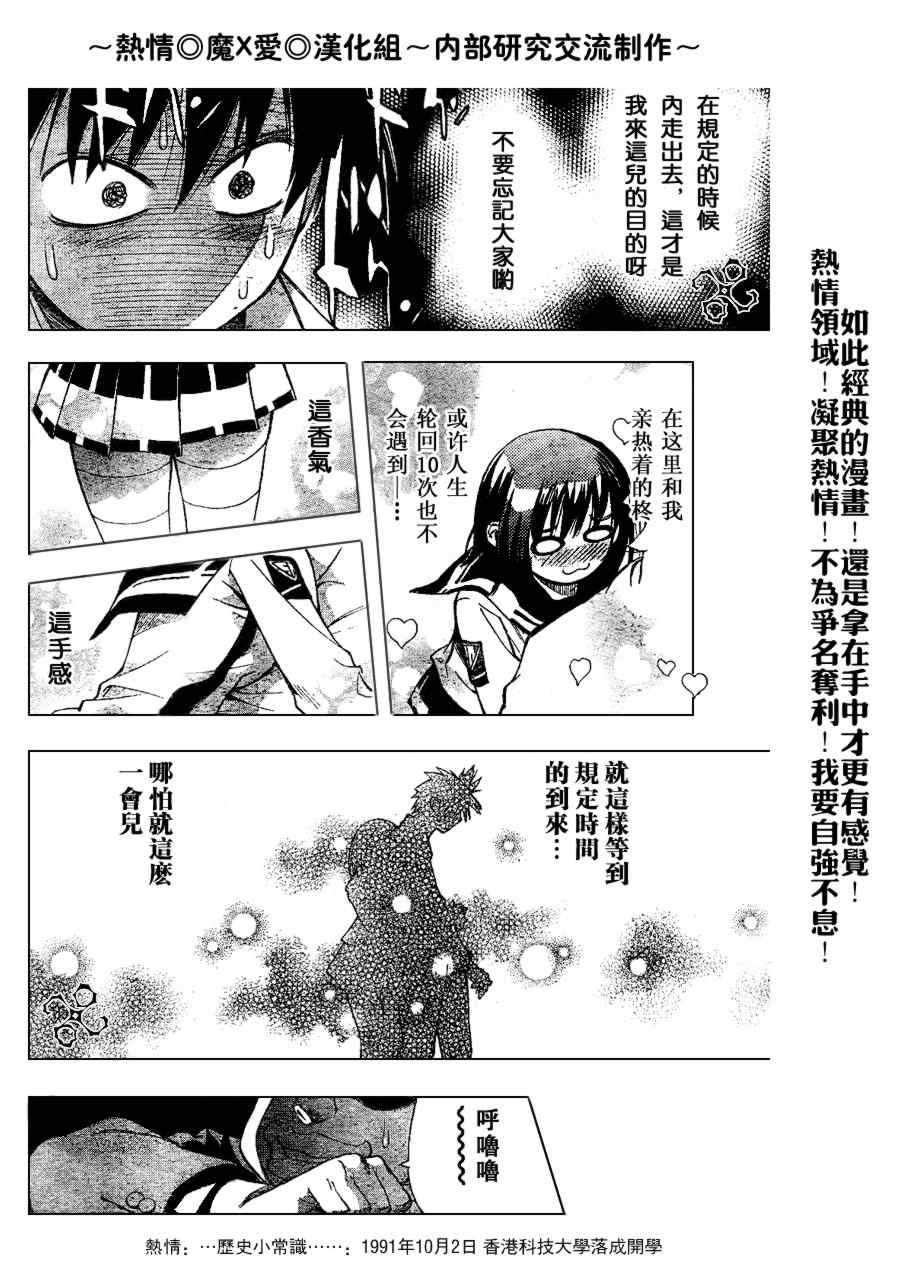 ～熱情◎魔X愛◎漢化組～内部研究交流制作～
在規定的時候
內走出去，這才是
我來這兒的目的呀
不要忘記大家喲
在这里和我
亲热着的柊
或许人生
轮回10次也不
会遇到——…
這香氣
這手感
就這樣等到
規定時間
的到來…
哪怕就這麽
一會兒
呼嚕嚕
如此經典的漫畫！還是拿在手中才更有感覺！
熱情領域！凝聚熱情！不為爭名奪利！我要自強不息！
熱情：…歷史小常識……：1991年10月2日 香港科技大學落成開學